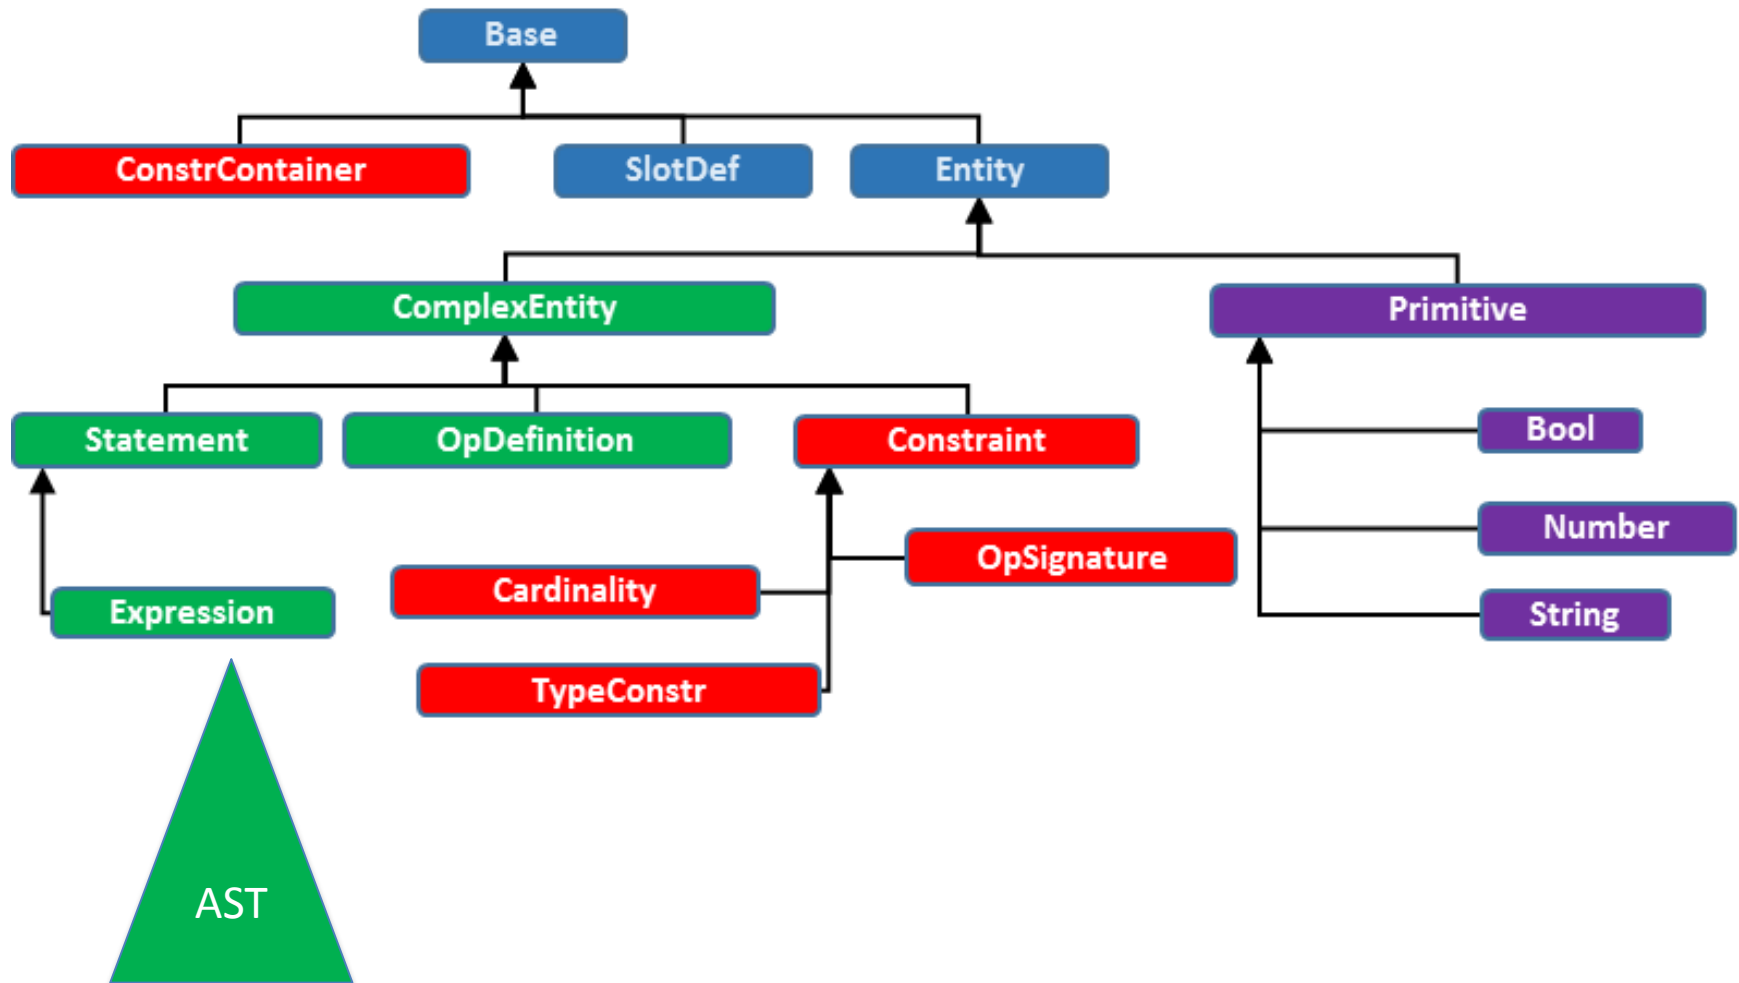 Base
ConstrContainer
SlotDef
Entity
ComplexEntity
Primitive
Statement
OpDefinition
Constraint
Bool
Number
OpSignature
Cardinality
Expression
String
TypeConstr
AST